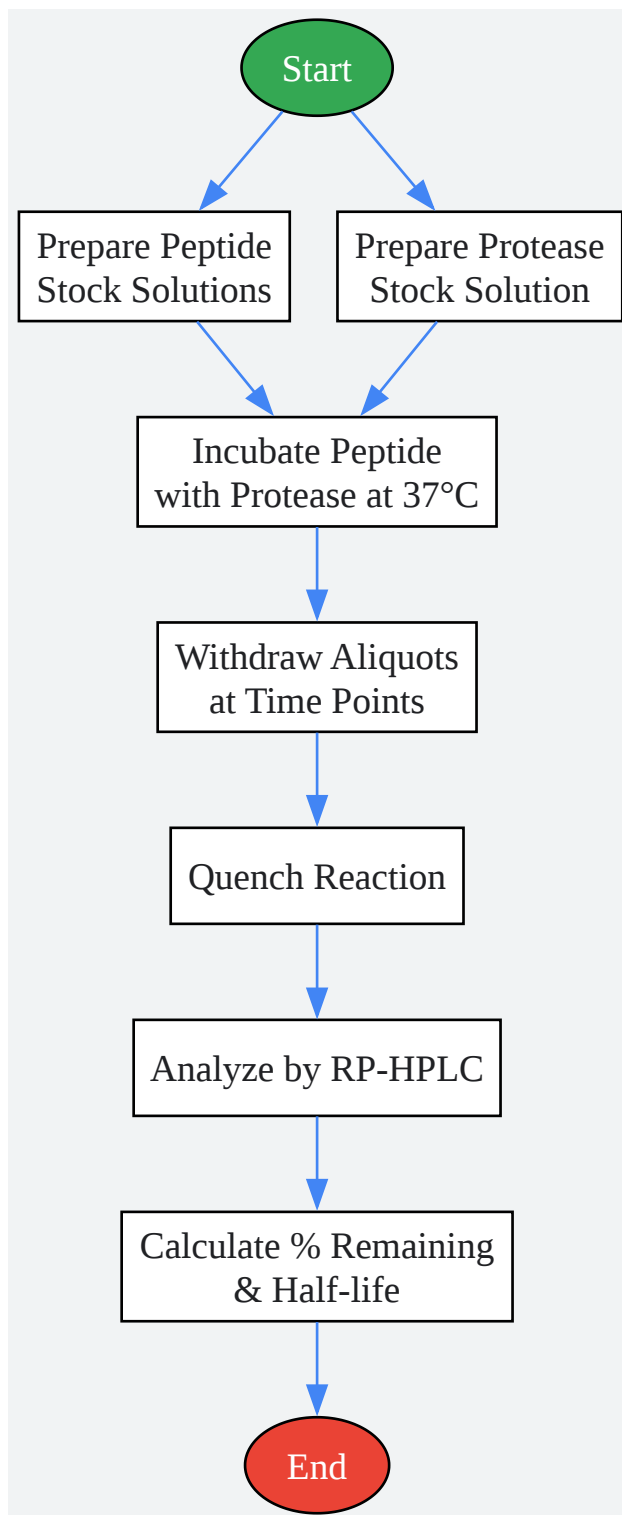 Start
Prepare Peptide
Stock Solutions
Prepare Protease
Stock Solution
Incubate Peptide
with Protease at 37°C
Withdraw Aliquots
at Time Points
Quench Reaction
Analyze by RP-HPLC
Calculate % Remaining
& Half-life
End